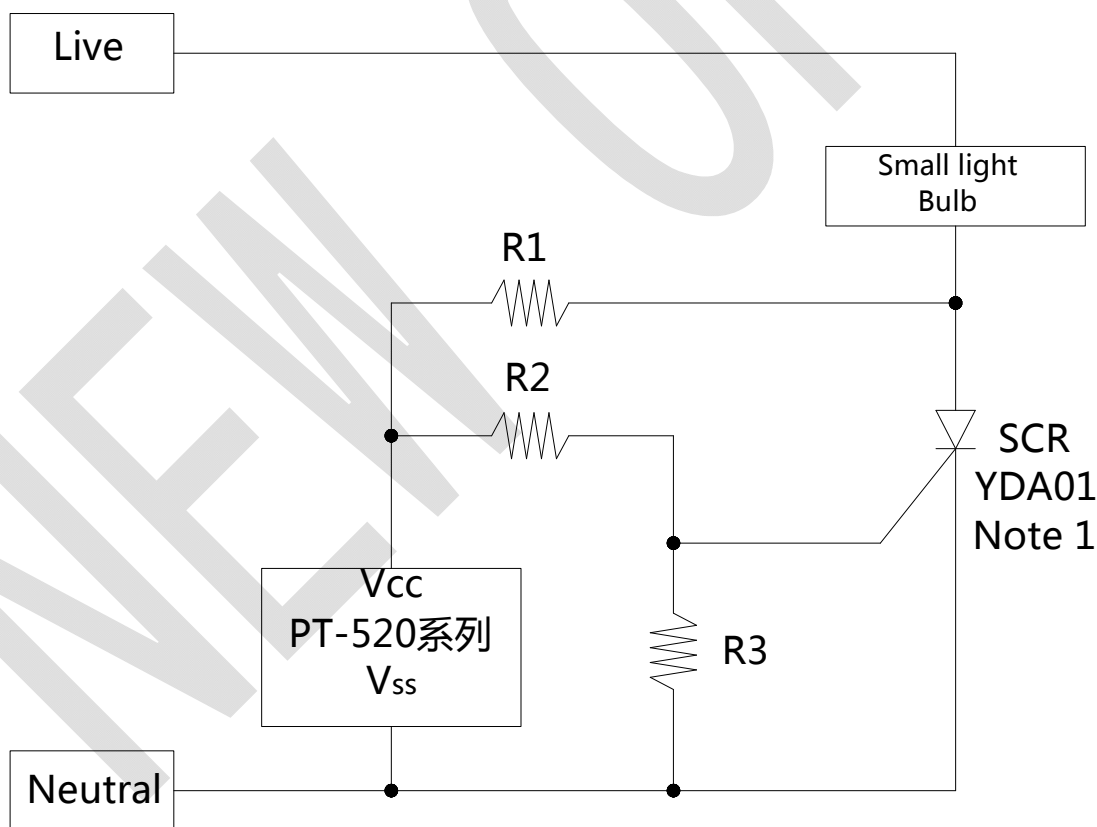 Live
Small light
Bulb
R1
R2
SCR
YDA01
Note 1
Vcc
PT-520系列
Vss
R3
Neutral
NEW